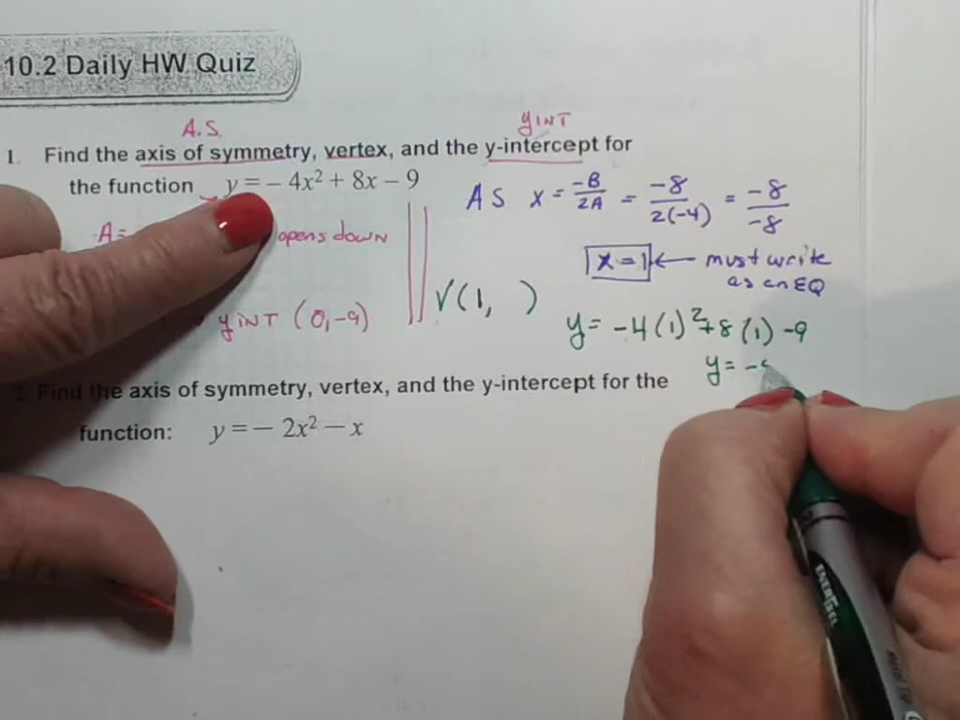 10.2 Daily HW Quiz
A.S.
yINT
1. Find the axis of symmetry, vertex, and the y-intercept for
the function y = – 4x² + 8x – 9
A=
opens down
yINT (0,-9)
AS x = -B/2A = -8/2(-4) = -8/-8
x = 1 ← must write
as an EQ
V(1, )
y = -4(1)²+8(1)-9
y = -
2. Find the axis of symmetry, vertex, and the y-intercept for the
function: y = – 2x² – x
ENERGEL